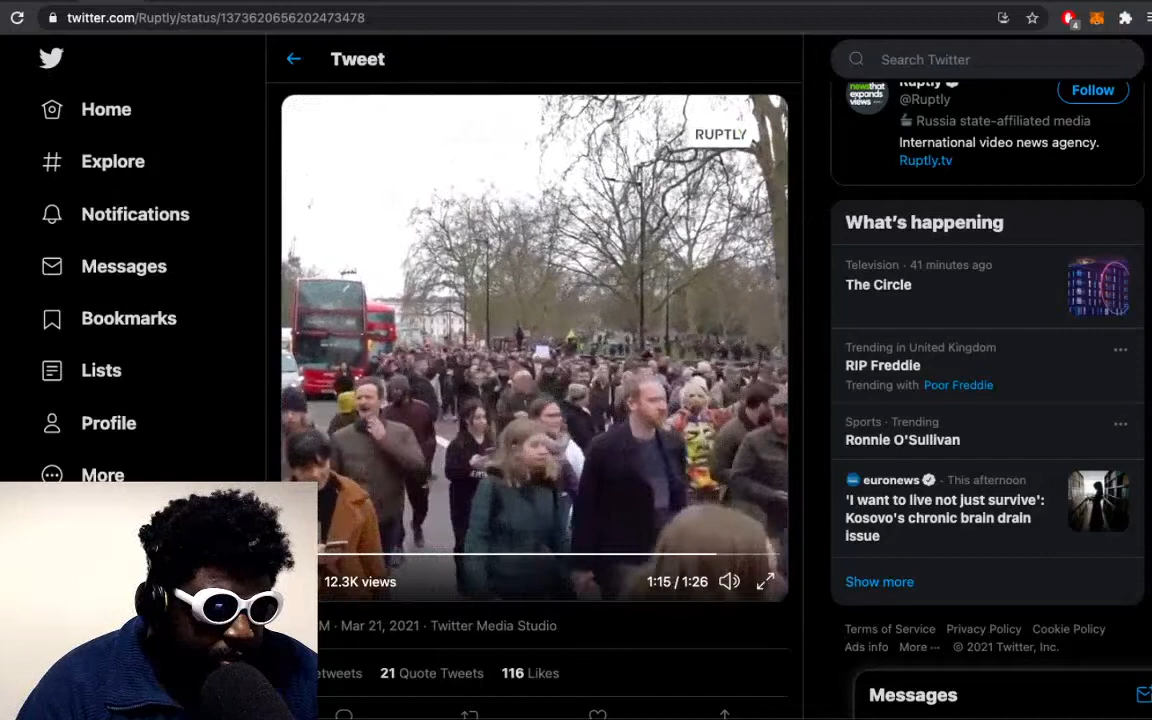 twitter.com/Ruptly/status/1373620656202473478
4
Home
Explore
Notifications
Messages
Bookmarks
Lists
Profile
More
Tweet
RUPTLY
12.3K views
1:15 / 1:26
M · Mar 21, 2021 · Twitter Media Studio
etweets 21 Quote Tweets 116 Likes
Search Twitter
Ruptly
@Ruptly
Follow
Russia state-affiliated media
International video news agency.
Ruptly.tv
news that
expands
views
What's happening
Television · 41 minutes ago
The Circle
Trending in United Kingdom
RIP Freddie
Trending with Poor Freddie
Sports · Trending
Ronnie O'Sullivan
euronews · This afternoon
'I want to live not just survive':
Kosovo's chronic brain drain
issue
Show more
Terms of Service Privacy Policy Cookie Policy
Ads info More ··· © 2021 Twitter, Inc.
Messages